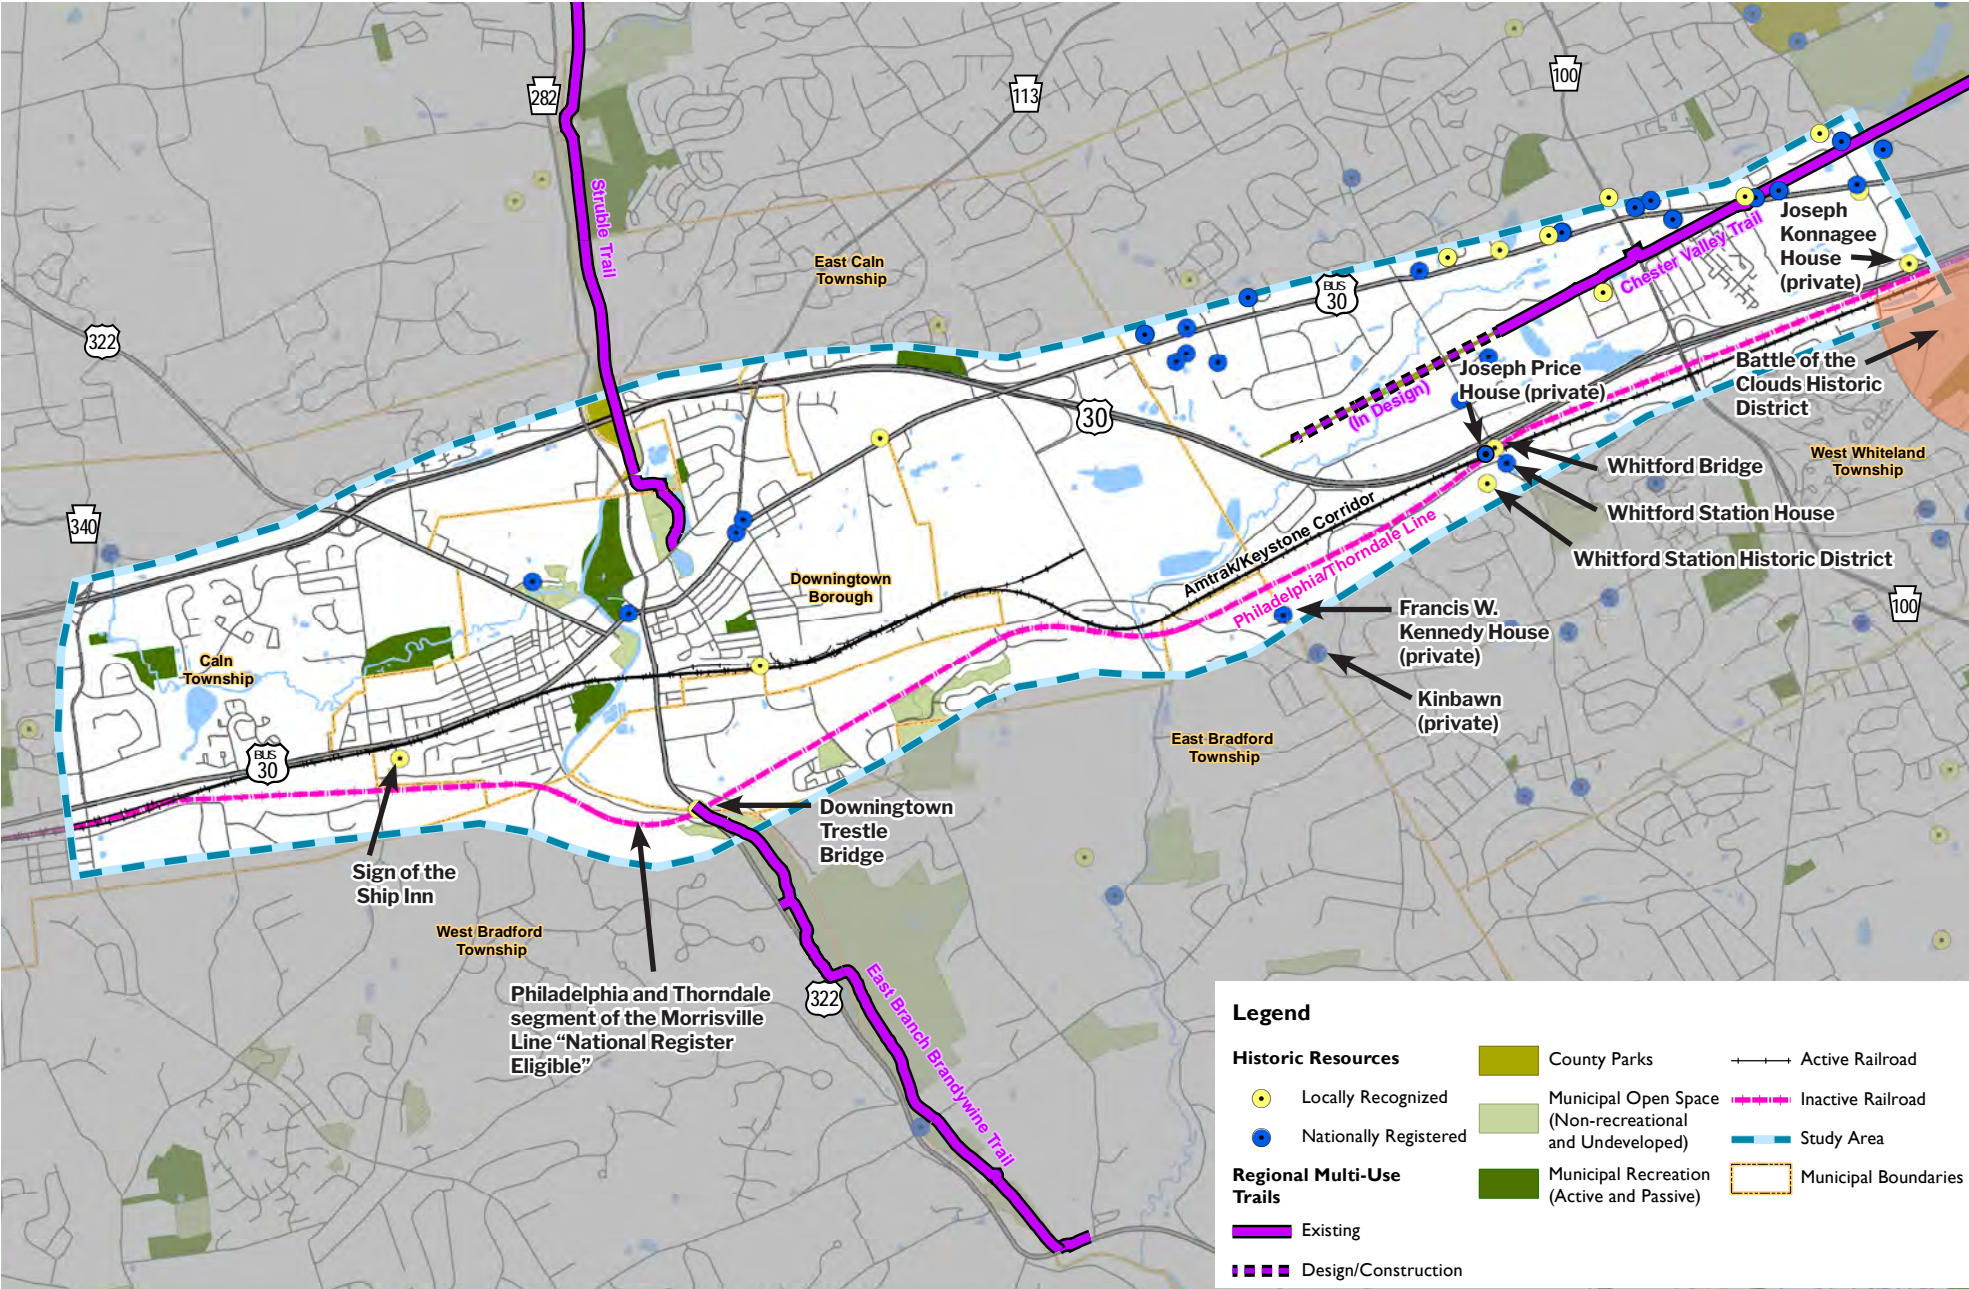 282
113
100
Struble Trail
East Caln
Township
Joseph
Konnagee
House
(private)
Chester Valley Trail
BUS
30
322
Battle of the
Clouds Historic
District
Joseph Price
House (private)
(In Design)
30
West Whiteland
Township
Whitford Bridge
340
Whitford Station House
Amtrak/Keystone Corridor
Philadelphia/Thorndale Line
Whitford Station Historic District
Downingtown
Borough
100
Francis W.
Kennedy House
(private)
Caln
Township
Kinbawn
(private)
East Bradford
Township
BUS
30
Downingtown
Trestle
Bridge
Sign of the
Ship Inn
West Bradford
Township
Philadelphia and Thorndale
segment of the Morrisville
Line “National Register
Eligible”
322
East Branch Brandywine Trail
Legend
Historic Resources
Locally Recognized
Nationally Registered
Regional Multi-Use
Trails
Existing
Design/Construction
County Parks
Municipal Open Space
(Non-recreational
and Undeveloped)
Municipal Recreation
(Active and Passive)
Active Railroad
Inactive Railroad
Study Area
Municipal Boundaries